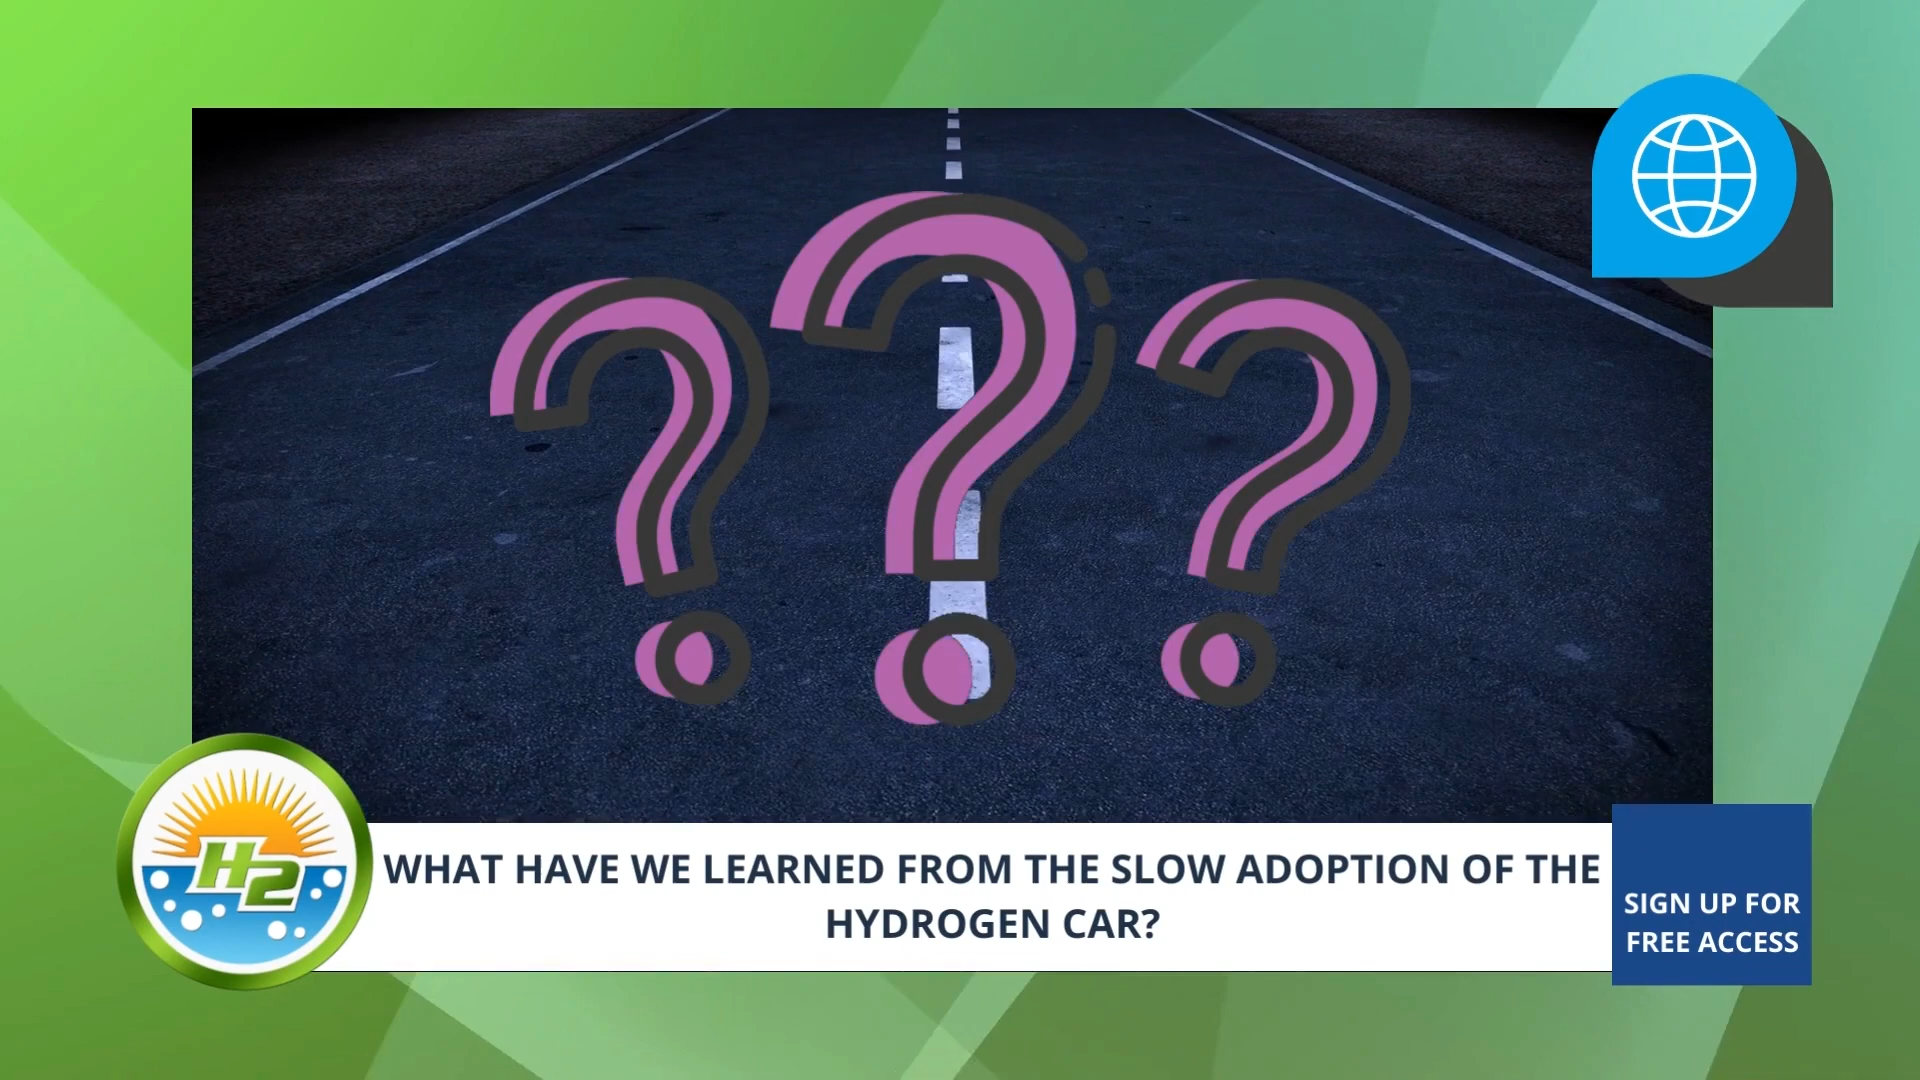 H2
WHAT HAVE WE LEARNED FROM THE SLOW ADOPTION OF THE
HYDROGEN CAR?
SIGN UP FOR
FREE ACCESS